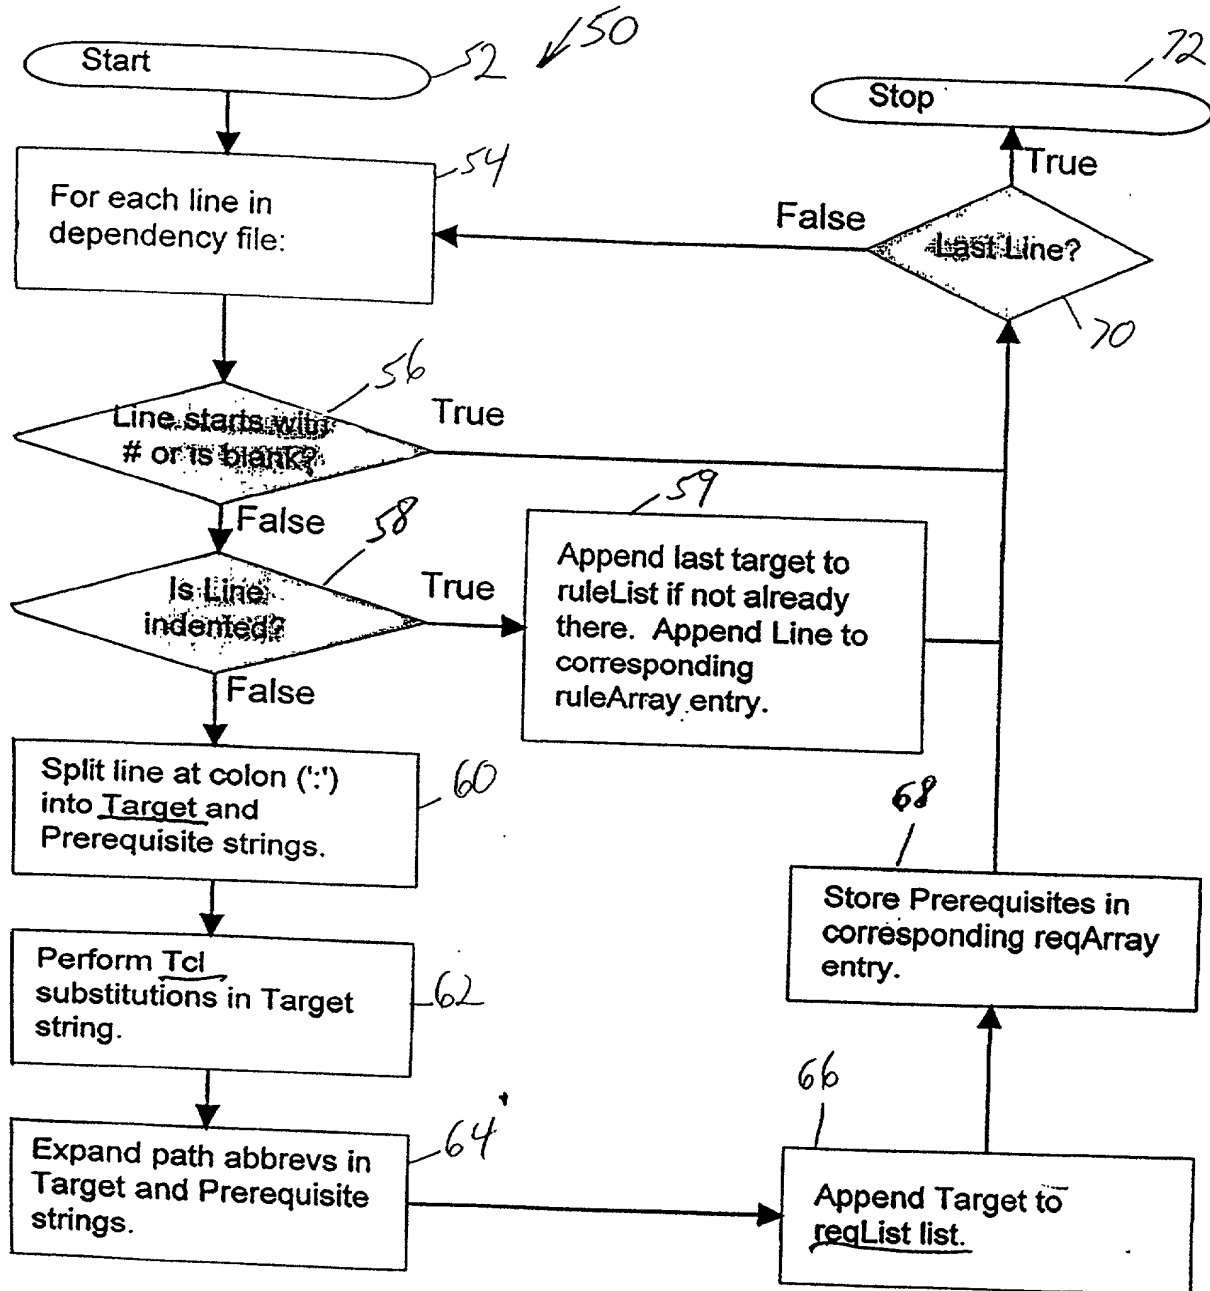 Start
52
50
72
Stop
True
54
For each line in
dependency file:
False
Last Line?
70
56
Line starts with
# or is blank?
True
False
58
59
Is Line
indented?
True
Append last target to
ruleList if not already
there. Append Line to
corresponding
ruleArray entry.
False
Split line at colon (':')
into Target and
Prerequisite strings.
60
68
Store Prerequisites in
corresponding reqArray
entry.
Perform Tcl
substitutions in Target
string.
62
66
Expand path abbrevs in
Target and Prerequisite
strings.
64
Append Target to
reqList list.